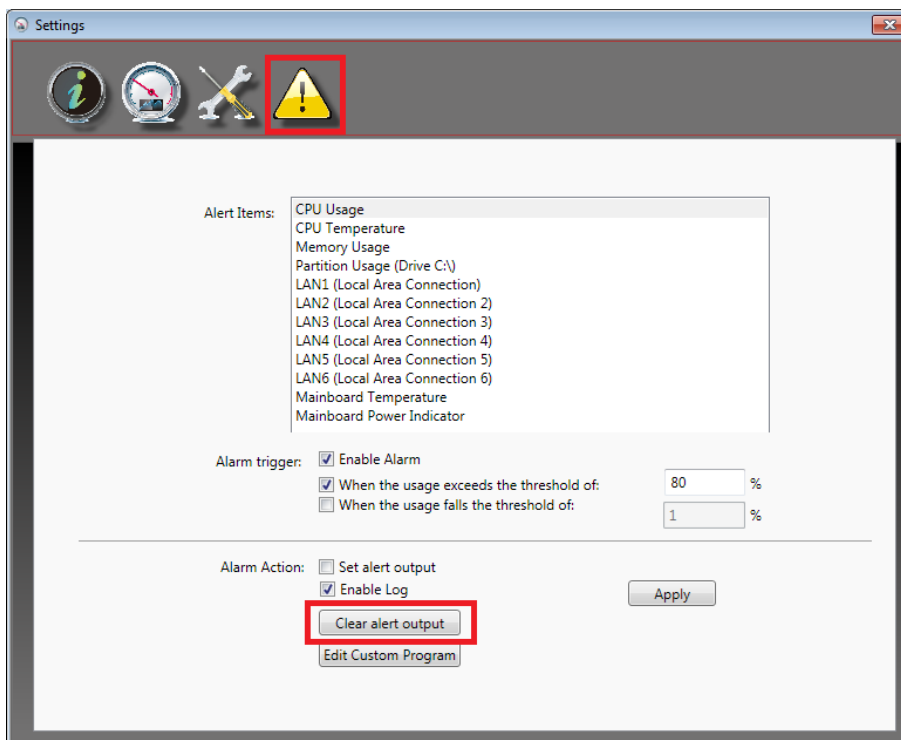 Settings
Alert Items:
CPU Usage
CPU Temperature
Memory Usage
Partition Usage (Drive C:\)
LAN1 (Local Area Connection)
LAN2 (Local Area Connection 2)
LAN3 (Local Area Connection 3)
LAN4 (Local Area Connection 4)
LAN5 (Local Area Connection 5)
LAN6 (Local Area Connection 6)
Mainboard Temperature
Mainboard Power Indicator
Alarm trigger: Enable Alarm
When the usage exceeds the threshold of: 80 %
When the usage falls the threshold of: 1 %
Alarm Action: Set alert output
Enable Log
Apply
Clear alert output
Edit Custom Program